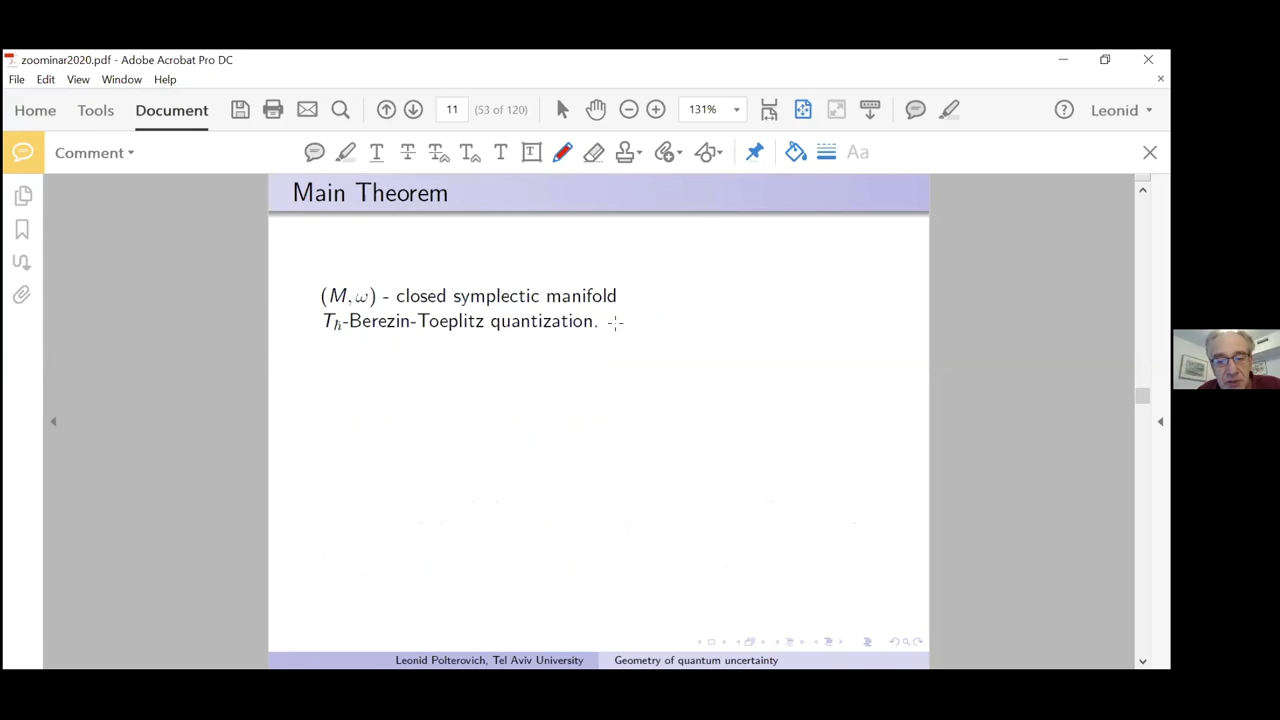 zoominar2020.pdf - Adobe Acrobat Pro DC
File Edit View Window Help
Home Tools Document 11 (53 of 120) 131% Leonid
Comment Aa
Main Theorem
(M, ω) - closed symplectic manifold
Tℏ-Berezin-Toeplitz quantization.
Leonid Polterovich, Tel Aviv University Geometry of quantum uncertainty